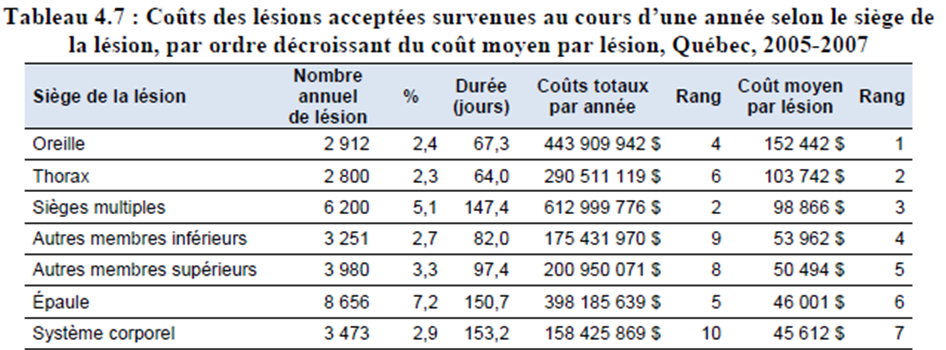 Tableau 4.7 : Coûts des lésions acceptées survenues au cours d’une année selon le siège de
la lésion, par ordre décroissant du coût moyen par lésion, Québec, 2005-2007
Siège de la lésion Nombre annuel de lésion % Durée (jours) Coûts totaux par année Rang Coût moyen par lésion Rang
Oreille 2 912 2,4 67,3 443 909 942 $ 4 152 442 $ 1
Thorax 2 800 2,3 64,0 290 511 119 $ 6 103 742 $ 2
Sièges multiples 6 200 5,1 147,4 612 999 776 $ 2 98 866 $ 3
Autres membres inférieurs 3 251 2,7 82,0 175 431 970 $ 9 53 962 $ 4
Autres membres supérieurs 3 980 3,3 97,4 200 950 071 $ 8 50 494 $ 5
Épaule 8 656 7,2 150,7 398 185 639 $ 5 46 001 $ 6
Système corporel 3 473 2,9 153,2 158 425 869 $ 10 45 612 $ 7